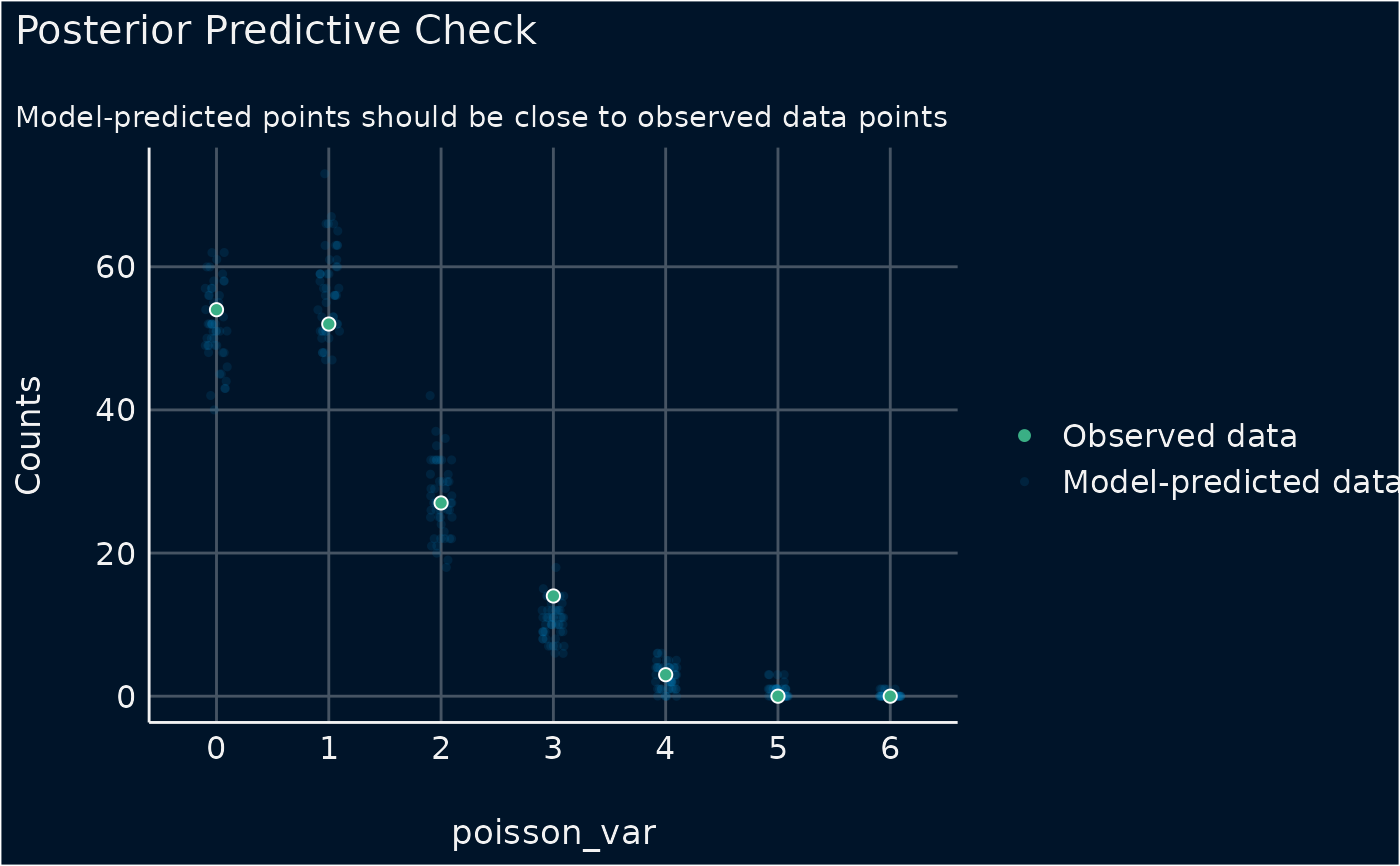 Posterior Predictive Check
Model-predicted points should be close to observed data points
Counts
60
40
20
0
0 1 2 3 4 5 6
poisson_var
Observed data
Model-predicted data